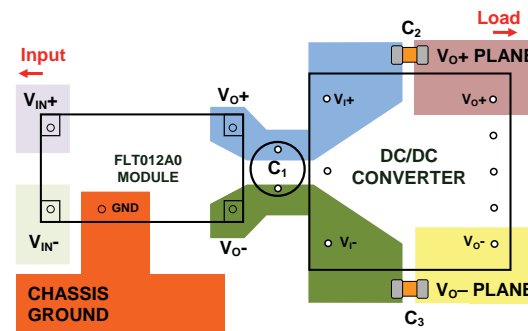 C2
Load
Input
VO+ PLANE
VIN+
VO+
VI+
VO+
FLT012A0
MODULE
C1
DC/DC
CONVERTER
GND
VIN-
VO-
VI-
VO-
CHASSIS
GROUND
VO– PLANE
C3